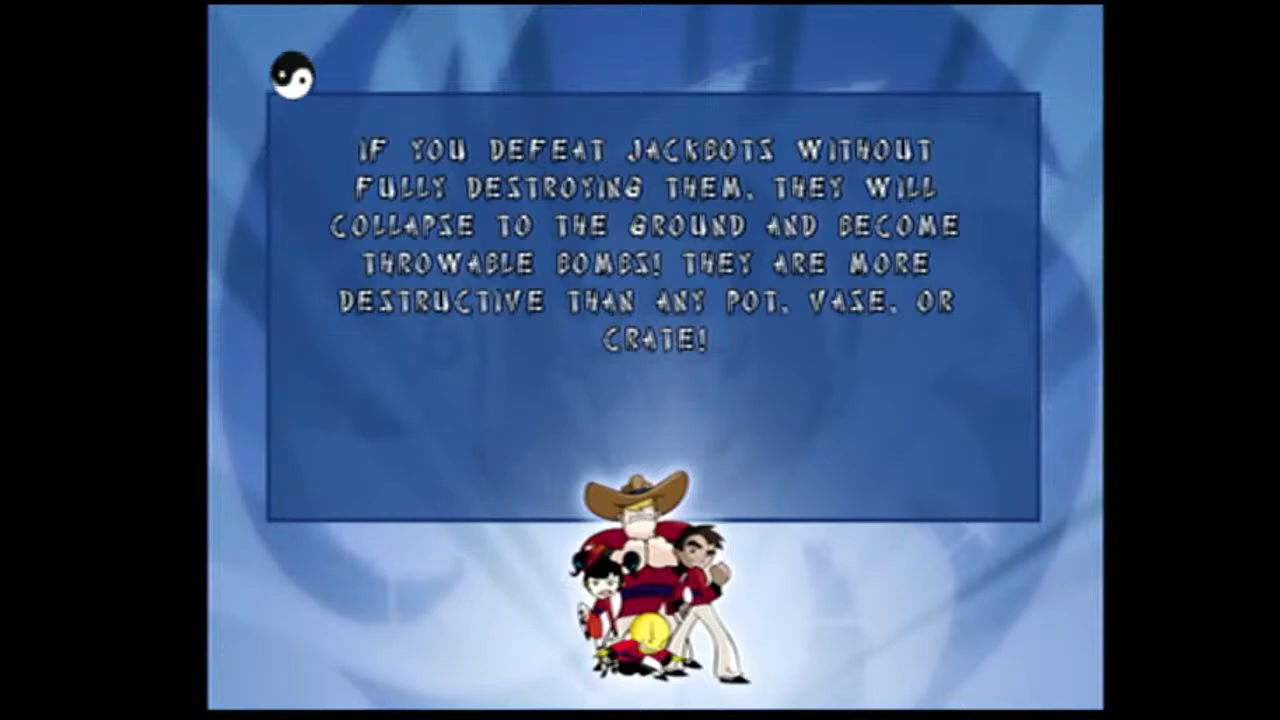 IF YOU DEFEAT JACKBOTS WITHOUT
FULLY DESTROYING THEM, THEY WILL
COLLAPSE TO THE GROUND AND BECOME
THROWABLE BOMBS! THEY ARE MORE
DESTRUCTIVE THAN ANY POT, VASE, OR
CRATE!